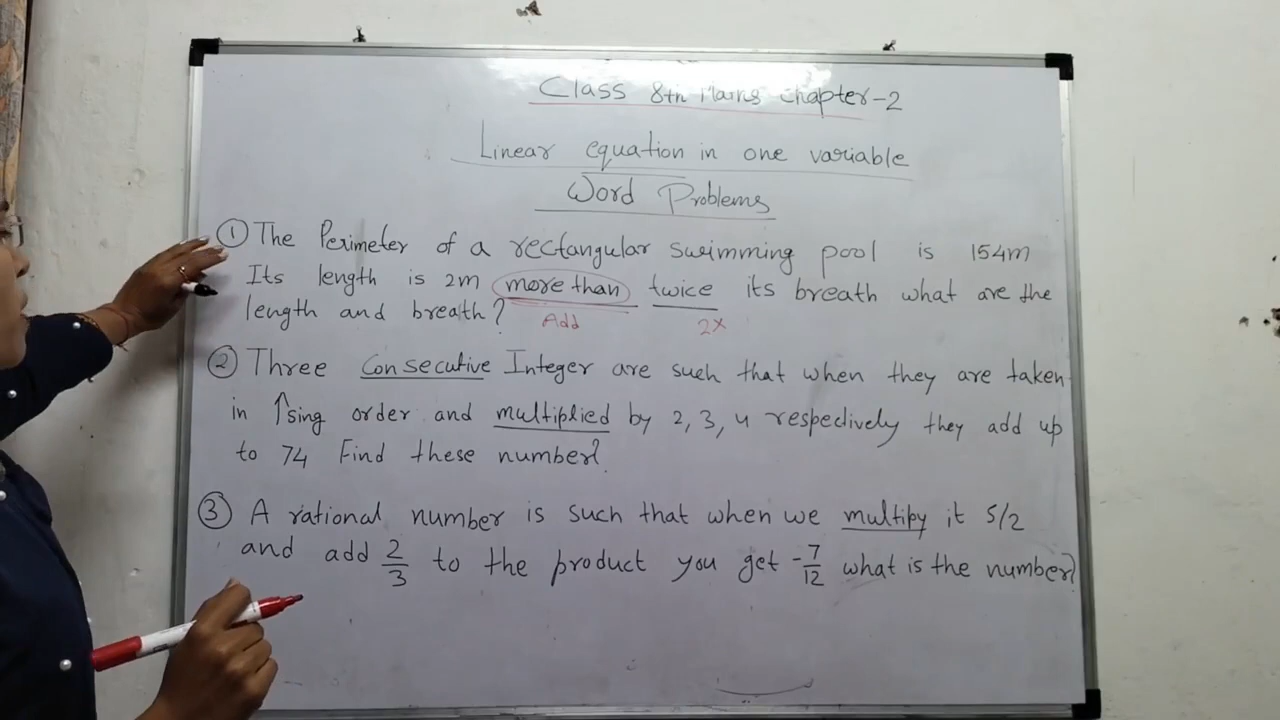 Class 8th Maths Chapter-2
Linear equation in one variable
Word Problems
① The Perimeter of a rectangular swimming pool is 154m
Its length is 2m more than twice its breath what are the
length and breath?
Add 2x
② Three Consecutive Integer are such that when they are taken
in ↑sing order and multiplied by 2, 3, 4 respectively they add up
to 74 Find these number?
③ A rational number is such that when we multipy it 5/2
and add 2/3 to the product you get -7/12 what is the number?